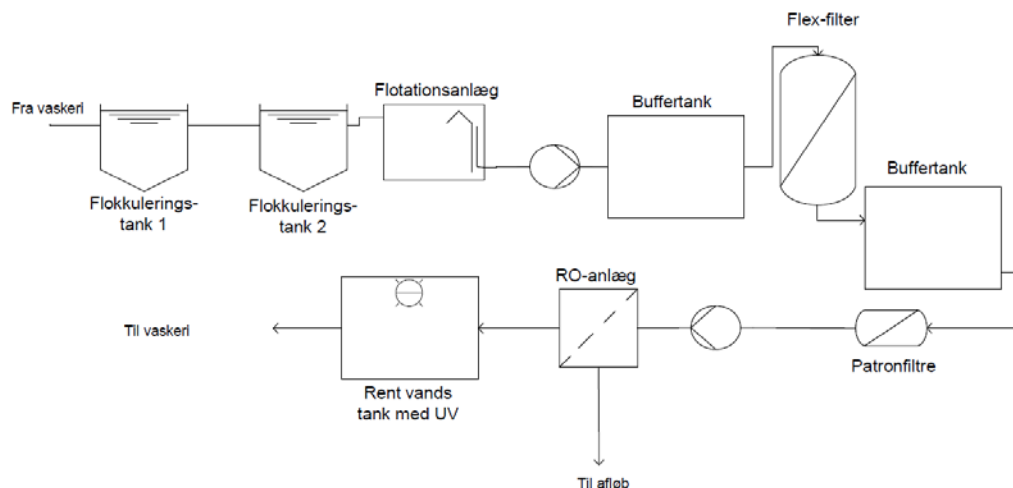 Flex-filter
Flotationsanlæg
Buffertank
Fra vaskeri
Buffertank
Flokkulerings-
tank 1
Flokkulerings-
tank 2
RO-anlæg
Til vaskeri
Patronfiltre
Rent vands
tank med UV
Til afløb